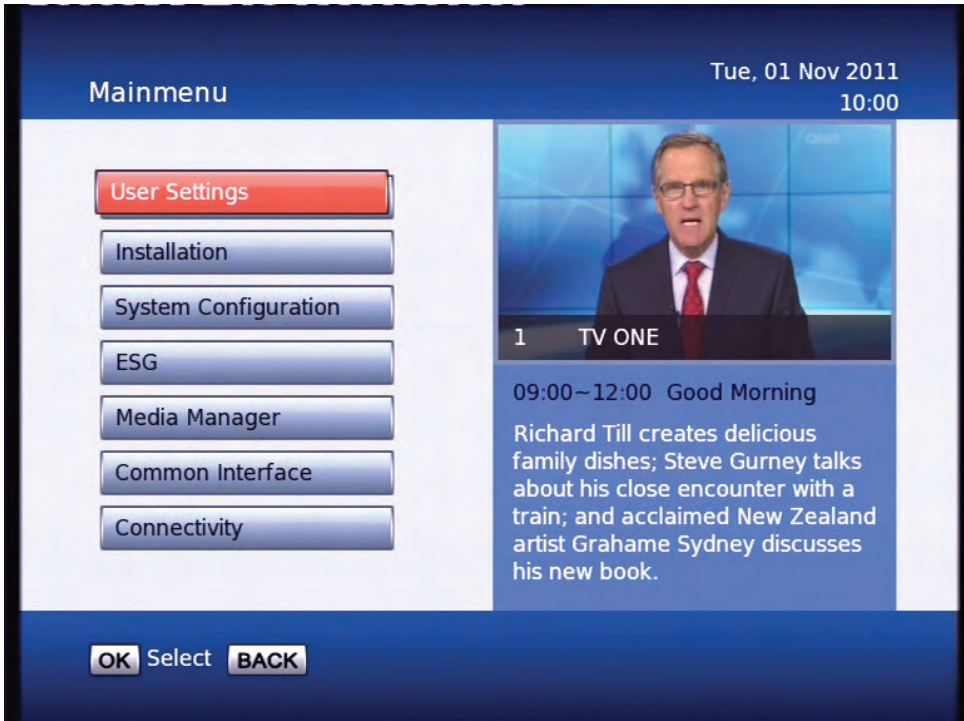 Mainmenu
Tue, 01 Nov 2011
10:00
User Settings
Installation
System Configuration
ESG
Media Manager
Common Interface
Connectivity
ONE
1 TV ONE
09:00~12:00 Good Morning
Richard Till creates delicious
family dishes; Steve Gurney talks
about his close encounter with a
train; and acclaimed New Zealand
artist Grahame Sydney discusses
his new book.
OK Select BACK